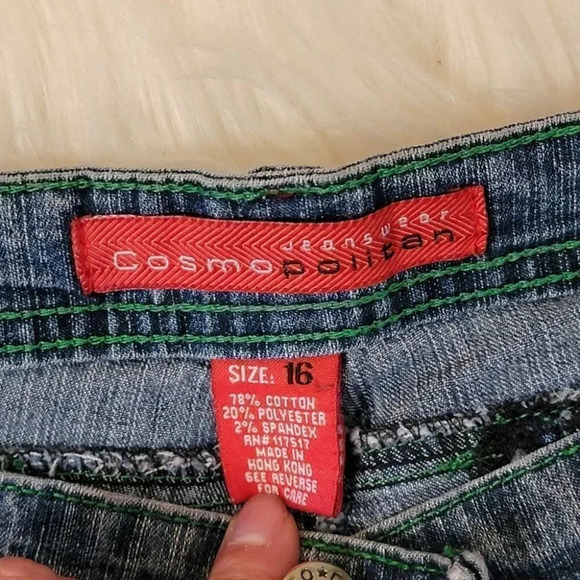 Jeanswear
Cosmopolitan
SIZE: 16
78% COTTON
20% POLYESTER
2% SPANDEX
RN# 117517
MADE IN
HONG KONG
SEE REVERSE
FOR CARE